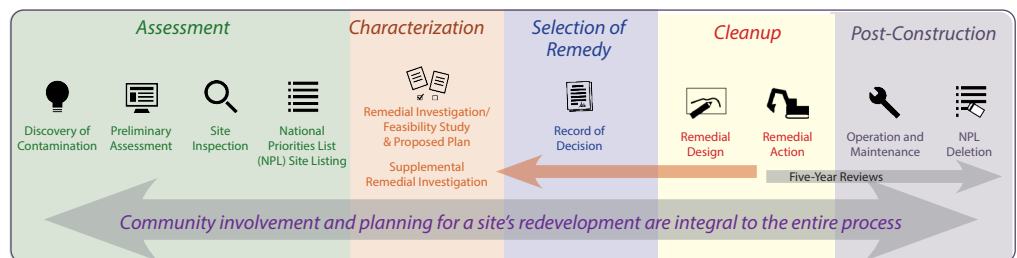 Assessment
Characterization
Selection of
Remedy
Cleanup
Post-Construction
Discovery of
Contamination
Preliminary
Assessment
Site
Inspection
National
Priorities List
(NPL) Site Listing
Remedial Investigation/
Feasibility Study
& Proposed Plan
Supplemental
Remedial Investigation
Record of
Decision
Remedial
Design
Remedial
Action
Operation and
Maintenance
NPL
Deletion
Five-Year Reviews
Community involvement and planning for a site's redevelopment are integral to the entire process